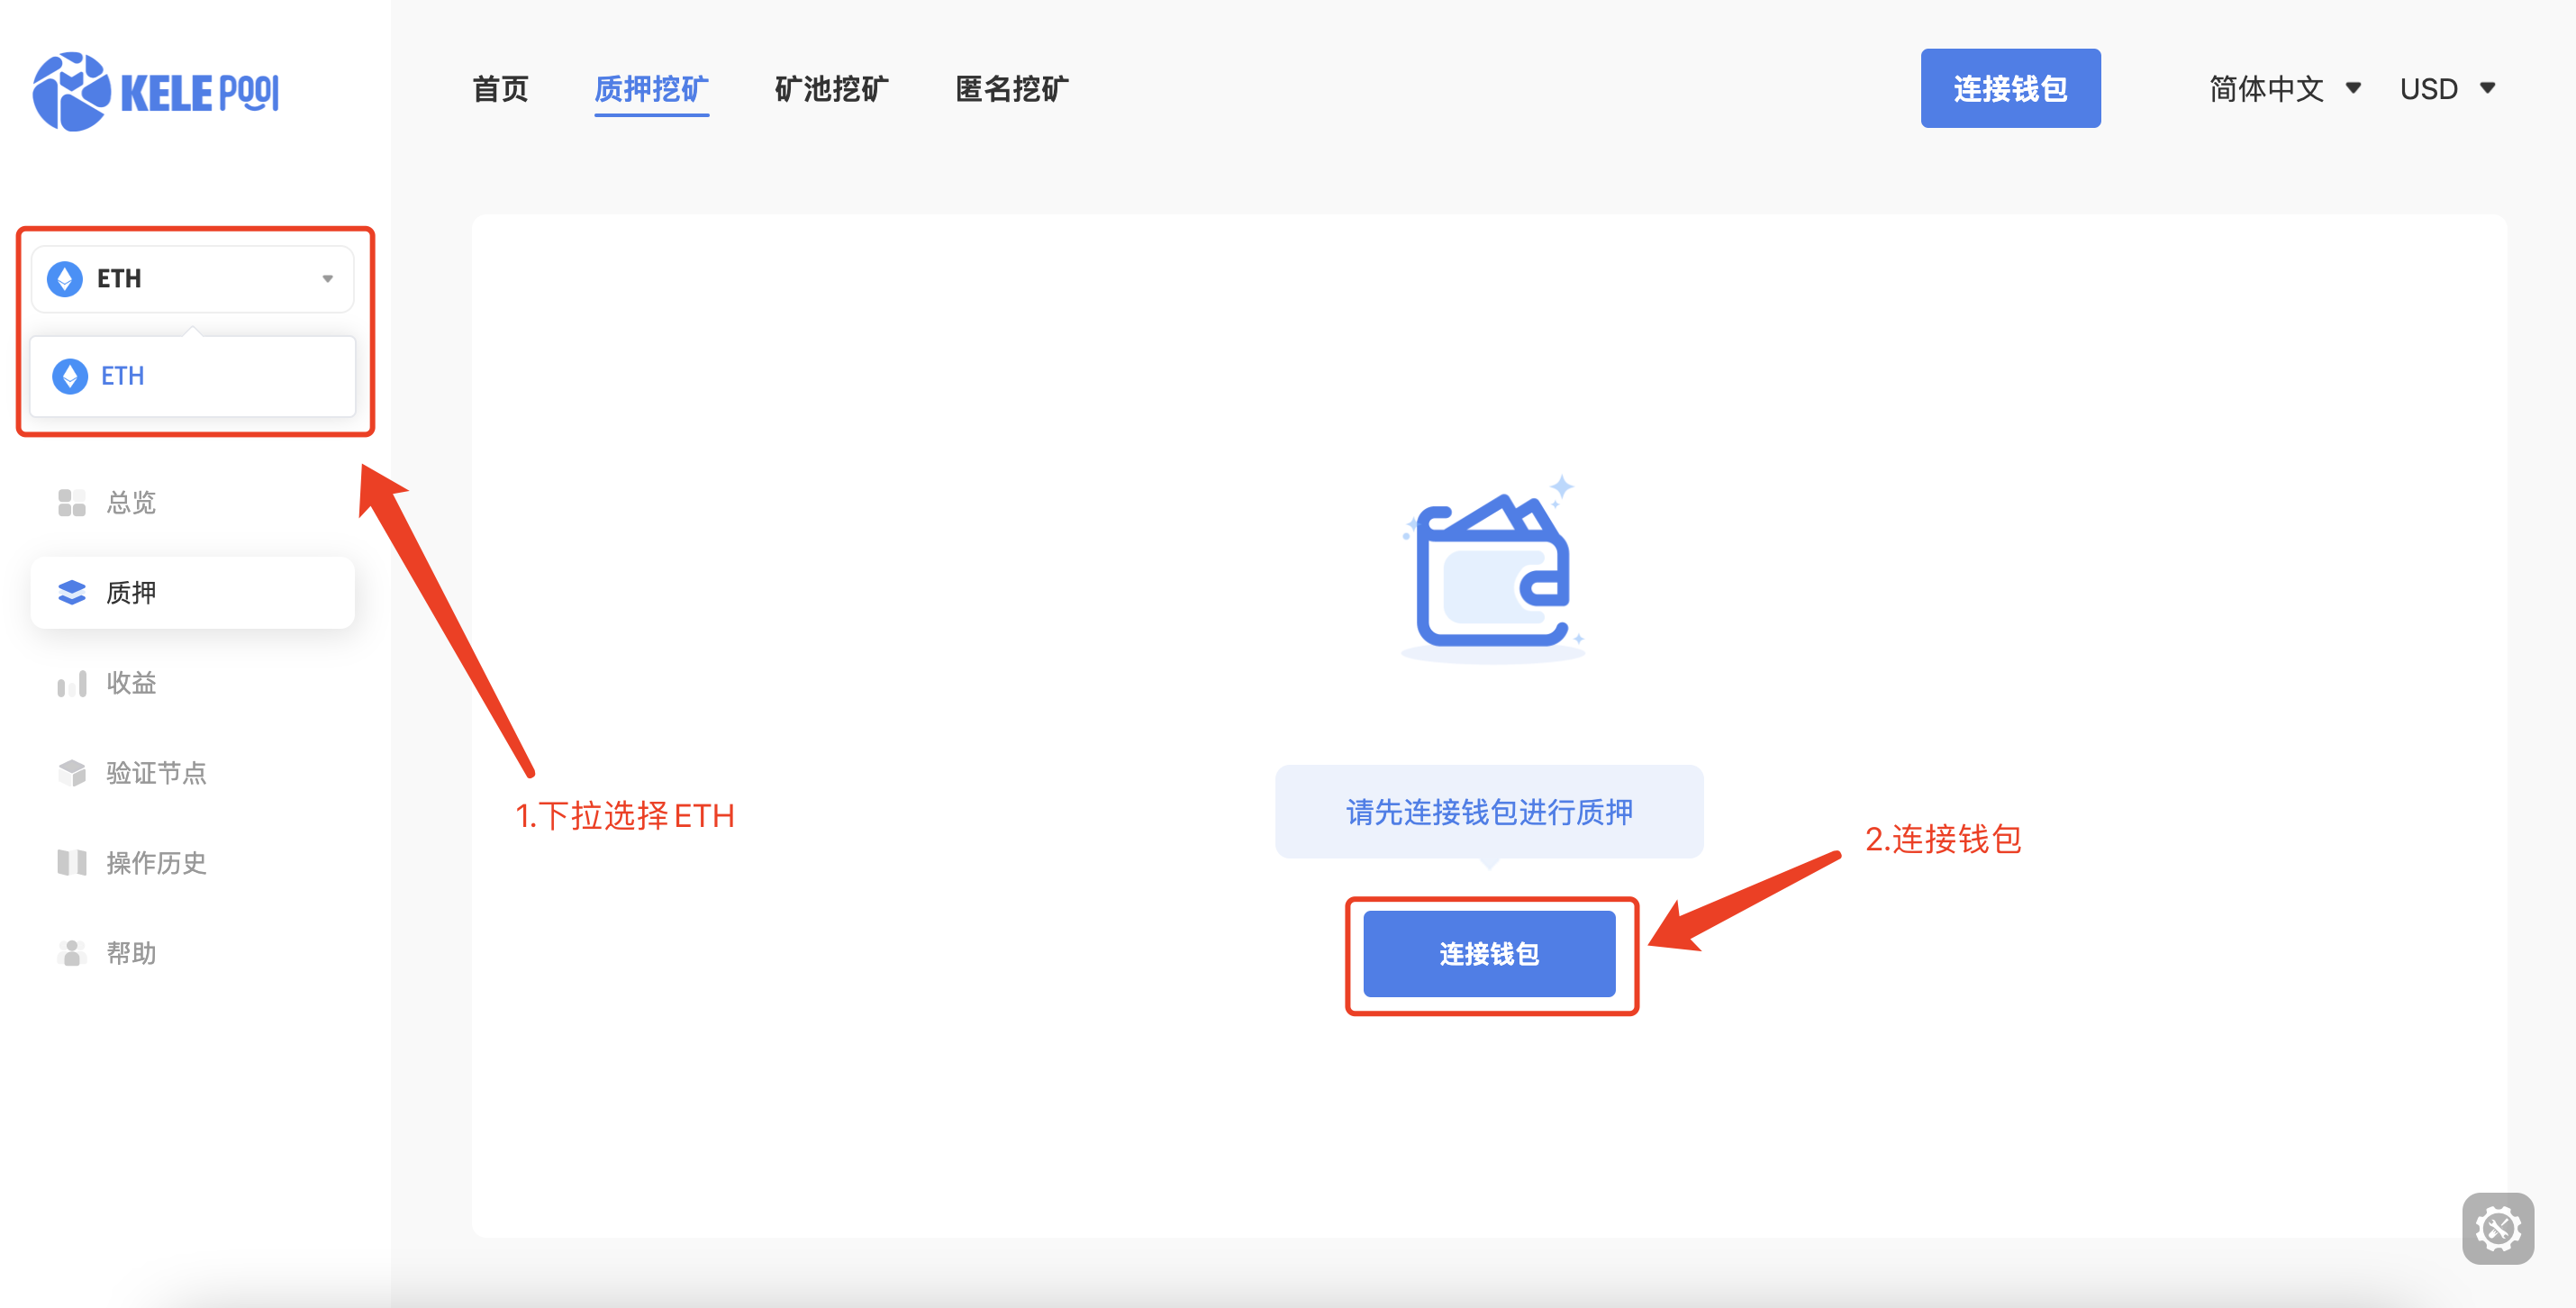 KELE POOl
首页 质押挖矿 矿池挖矿 匿名挖矿 连接钱包 简体中文 USD
ETH
ETH
总览
质押
收益
验证节点
操作历史
帮助
1.下拉选择ETH
请先连接钱包进行质押
2.连接钱包
连接钱包